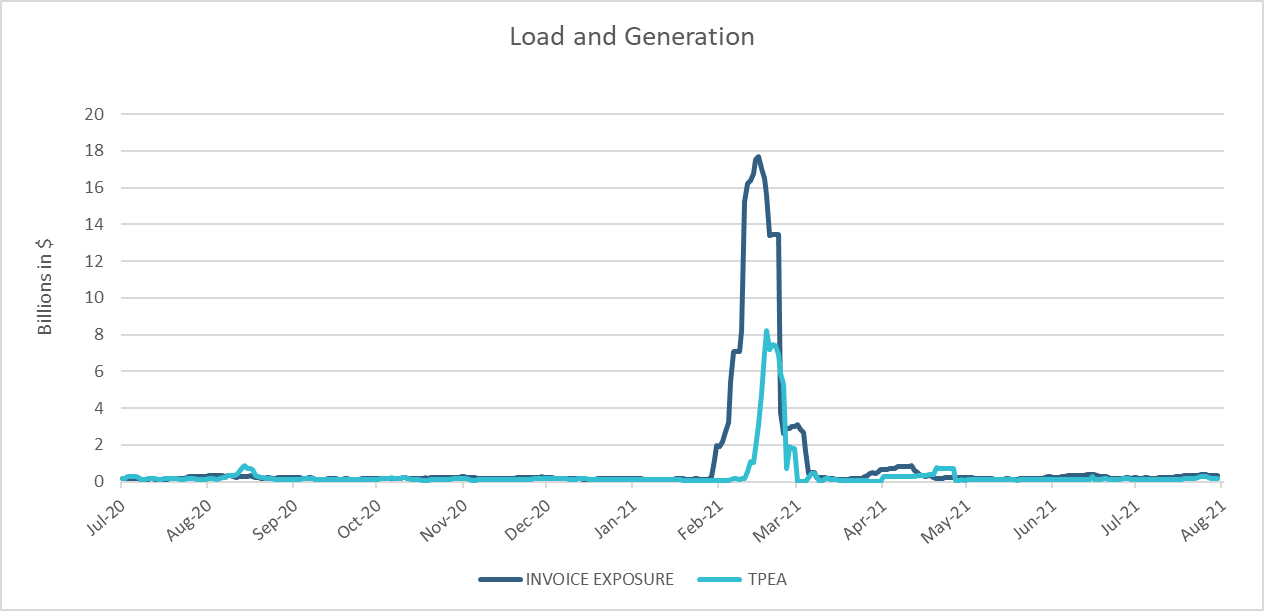 Load and Generation
Billions in $
20
18
16
14
12
10
8
6
4
2
0
Jul-20
Aug-20
Sep-20
Oct-20
Nov-20
Dec-20
Jan-21
Feb-21
Mar-21
Apr-21
May-21
Jun-21
Jul-21
Aug-21
INVOICE EXPOSURE
TPEA